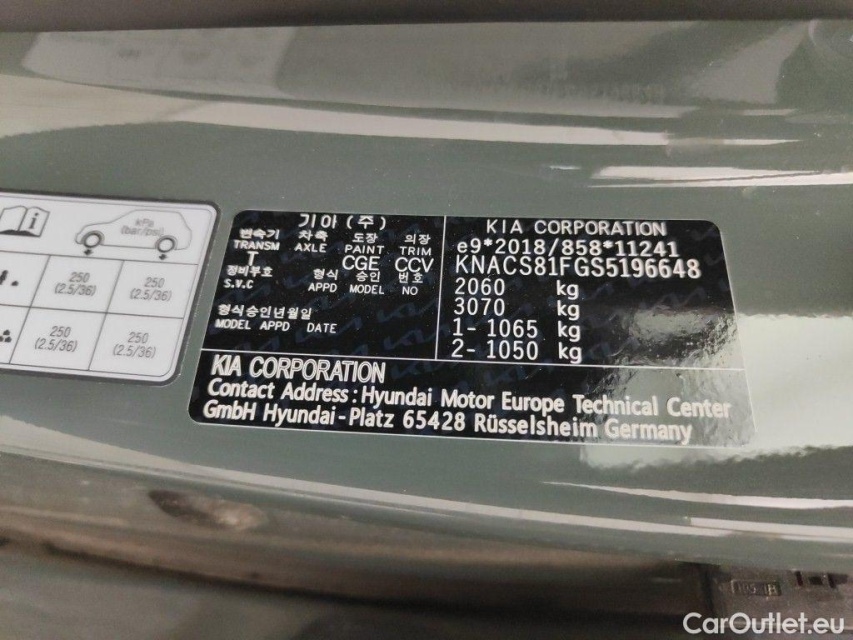 kPa
(bar/psi)
250
(2.5/36)
250
(2.5/36)
250
(2.5/36)
250
(2.5/36)
기아 (주)
변속기 차축 도장 의장
TRANSM AXLE PAINT TRIM
T CGE CCV
정비부호 형식 승인 번호
S.V.C APPD MODEL NO
형식승인년월일
MODEL APPD DATE
KIA CORPORATION
e9*2018/858*11241
KNACS81FGS5196648
2060 kg
3070 kg
1- 1065 kg
2- 1050 kg
KIA CORPORATION
Contact Address : Hyundai Motor Europe Technical Center
GmbH Hyundai-Platz 65428 Rüsselsheim Germany
CarOutlet.eu